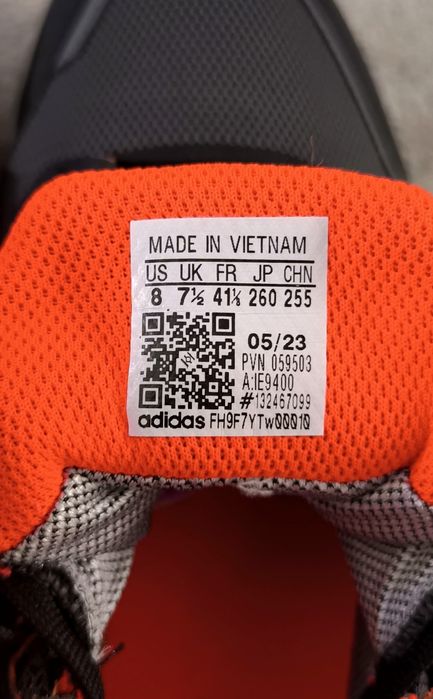 MADE IN VIETNAM
US UK FR JP CHN
8 7½ 41⅓ 260 255
05/23
PVN 059503
A:IE9400
#132467099
adidas FH9F7YTw00010